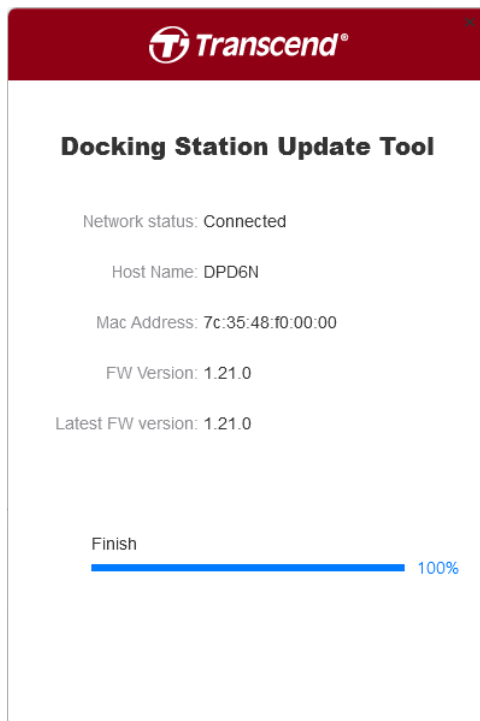 Transcend®
Docking Station Update Tool
Network status: Connected
Host Name: DPD6N
Mac Address: 7c:35:48:f0:00:00
FW Version: 1.21.0
Latest FW version: 1.21.0
Finish
100%